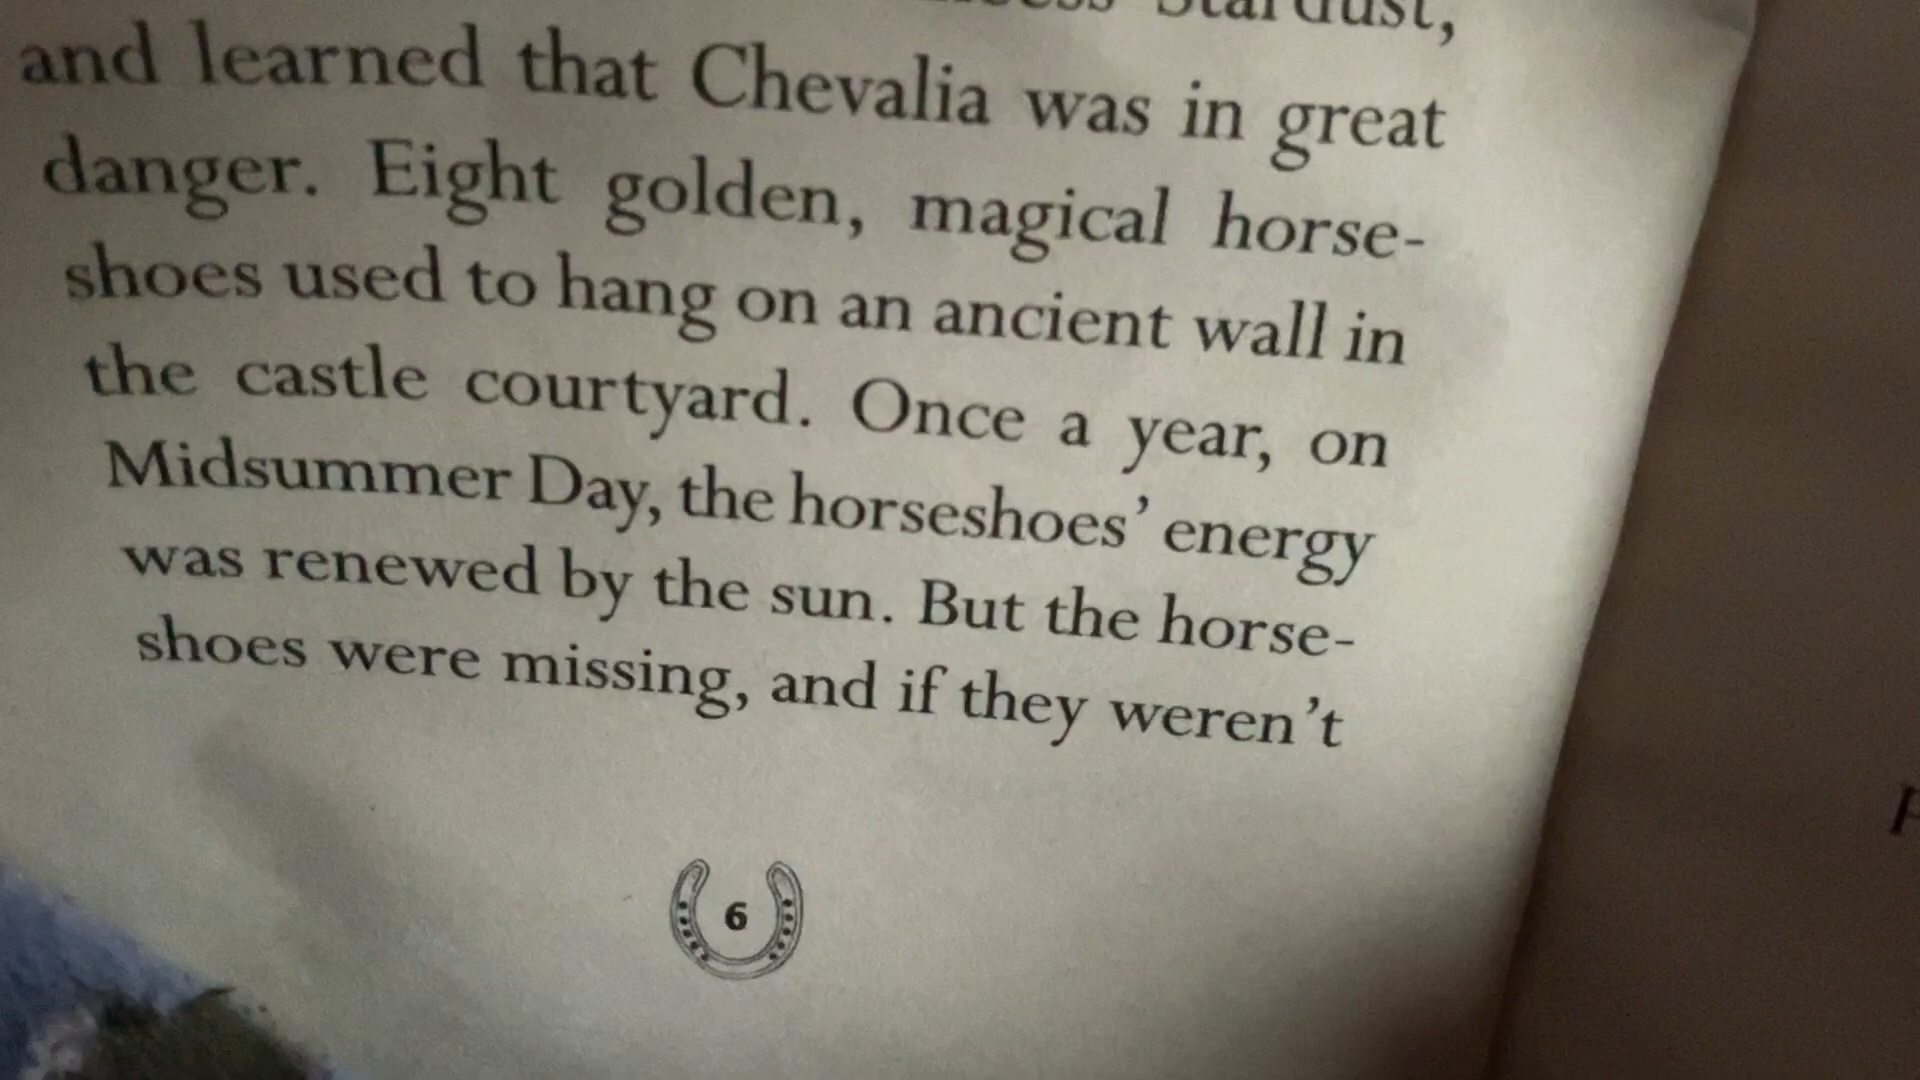 Stardust,
and learned that Chevalia was in great
danger. Eight golden, magical horse-
shoes used to hang on an ancient wall in
the castle courtyard. Once a year, on
Midsummer Day, the horseshoes’ energy
was renewed by the sun. But the horse-
shoes were missing, and if they weren’t
6